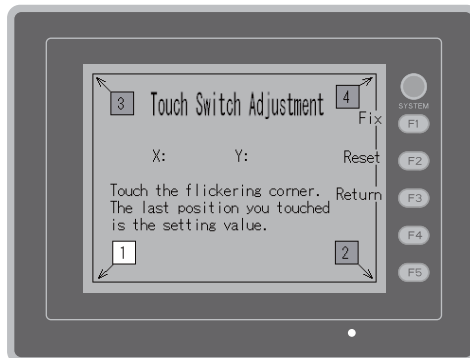 3 Touch Switch Adjustment 4
SYSTEM
Fix F1
X: Y: Reset F2
Touch the flickering corner. Return F3
The last position you touched
is the setting value.
F4
1 2
F5